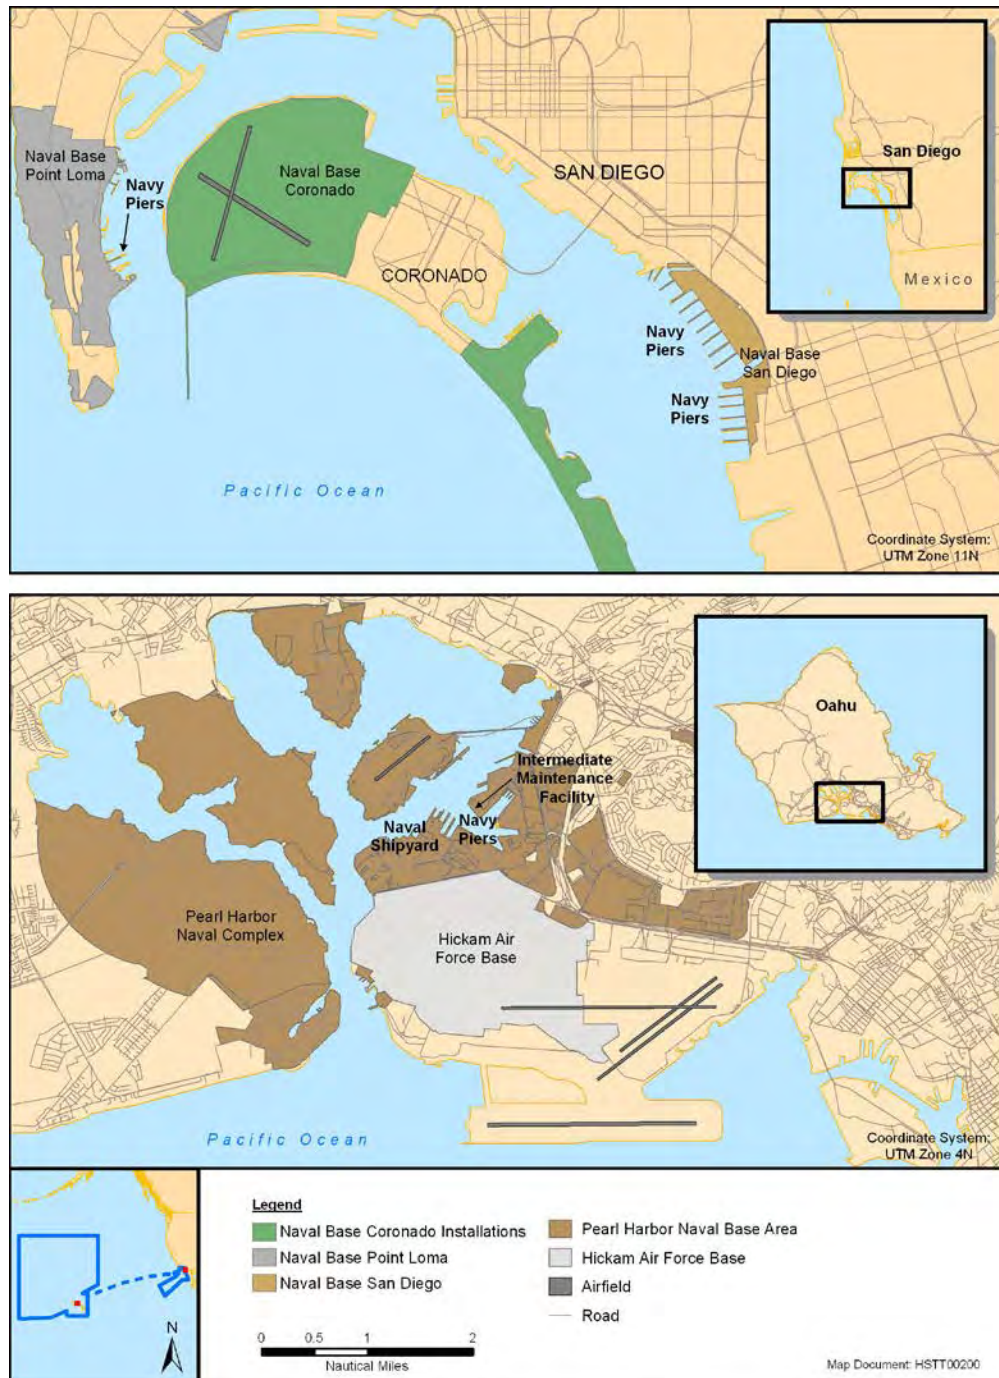 Naval Base
Point Loma
Navy
Piers
Naval Base
Coronado
SAN DIEGO
CORONADO
Navy
Piers
Naval Base
San Diego
Navy
Piers
Pacific Ocean
San Diego
Mexico
Coordinate System:
UTM Zone 11N
Oahu
Intermediate
Maintenance
Facility
Naval
Shipyard
Navy
Piers
Pearl Harbor
Naval Complex
Hickam Air
Force Base
Pacific Ocean
Coordinate System:
UTM Zone 4N
N
Legend
Naval Base Coronado Installations
Naval Base Point Loma
Naval Base San Diego
Pearl Harbor Naval Base Area
Hickam Air Force Base
Airfield
Road
0 0.5 1 2
Nautical Miles
Map Document: HSTT00200